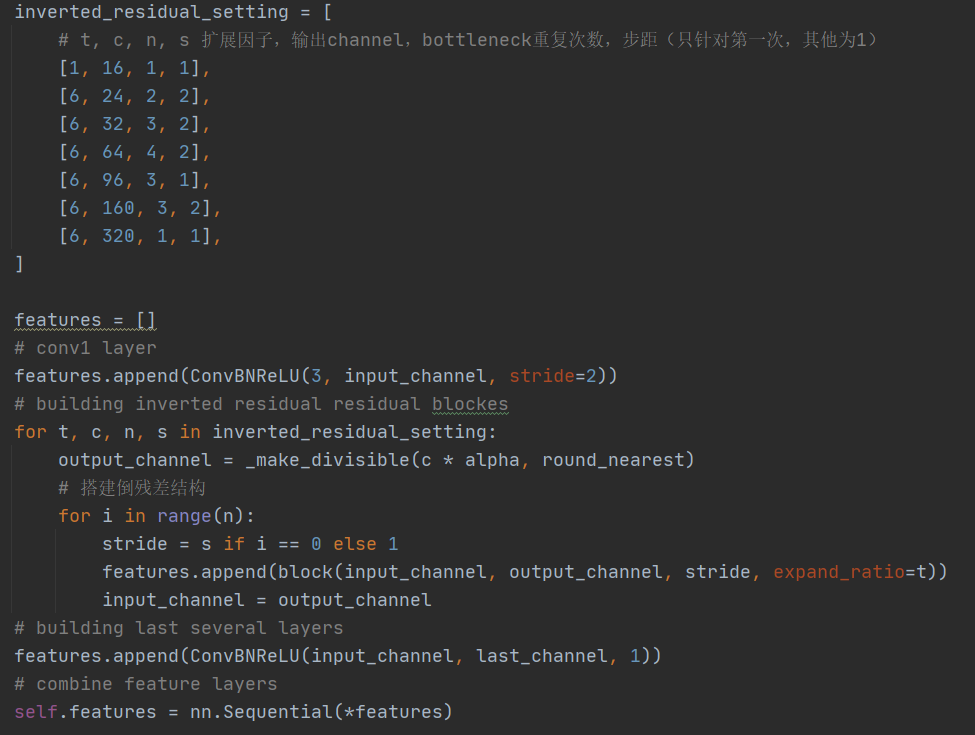 inverted_residual_setting = [
    # t, c, n, s 扩展因子，输出channel，bottleneck重复次数，步距（只针对第一次，其他为1）
    [1, 16, 1, 1],
    [6, 24, 2, 2],
    [6, 32, 3, 2],
    [6, 64, 4, 2],
    [6, 96, 3, 1],
    [6, 160, 3, 2],
    [6, 320, 1, 1],
]
features = []
# conv1 layer
features.append(ConvBNReLU(3, input_channel, stride=2))
# building inverted residual residual blockes
for t, c, n, s in inverted_residual_setting:
    output_channel = _make_divisible(c * alpha, round_nearest)
    # 搭建倒残差结构
    for i in range(n):
        stride = s if i == 0 else 1
        features.append(block(input_channel, output_channel, stride, expand_ratio=t))
        input_channel = output_channel
# building last several layers
features.append(ConvBNReLU(input_channel, last_channel, 1))
# combine feature layers
self.features = nn.Sequential(*features)